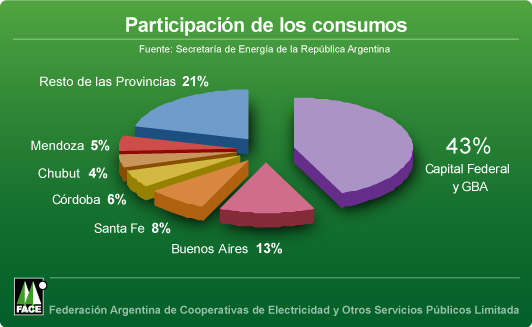 Participación de los consumos
Fuente: Secretaría de Energía de la República Argentina
Resto de las Provincias 21%
Mendoza 5%
Chubut 4%
Córdoba 6%
Santa Fe 8%
Buenos Aires 13%
43%
Capital Federal
y GBA
FACE
Federación Argentina de Cooperativas de Electricidad y Otros Servicios Públicos Limitada